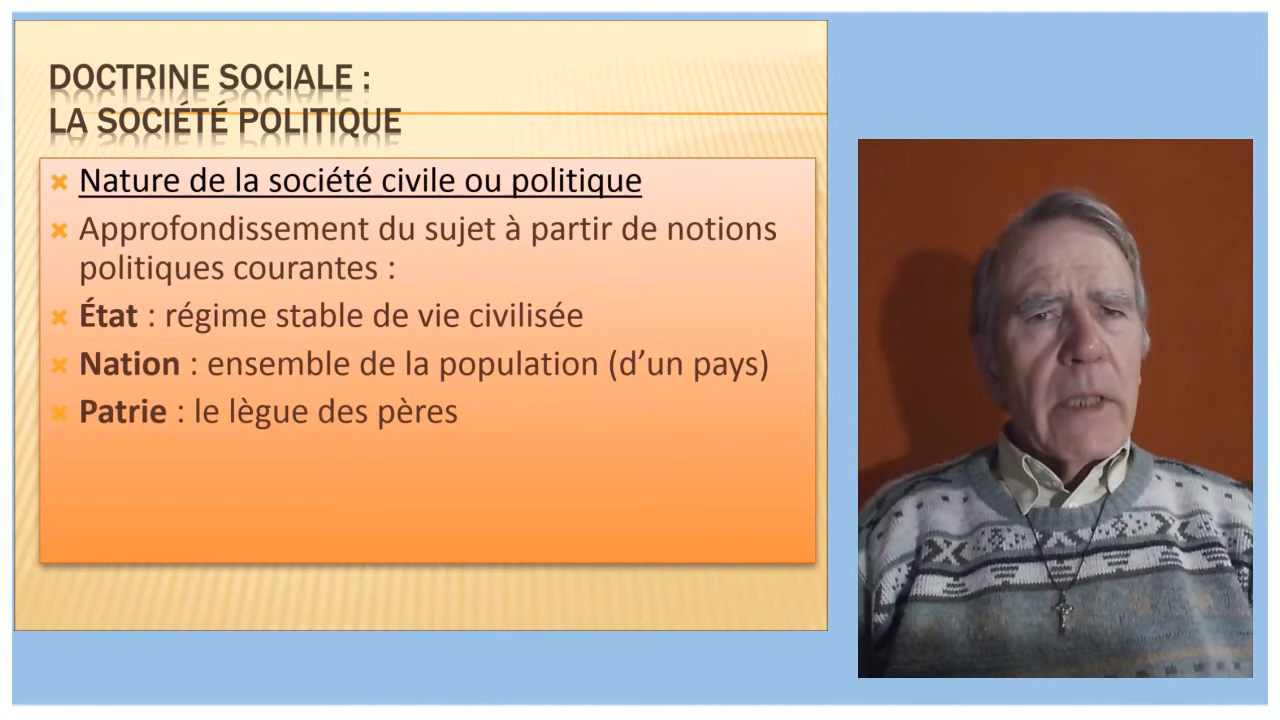 DOCTRINE SOCIALE :
LA SOCIÉTÉ POLITIQUE
Nature de la société civile ou politique
Approfondissement du sujet à partir de notions
politiques courantes :
État : régime stable de vie civilisée
Nation : ensemble de la population (d’un pays)
Patrie : le lègue des pères